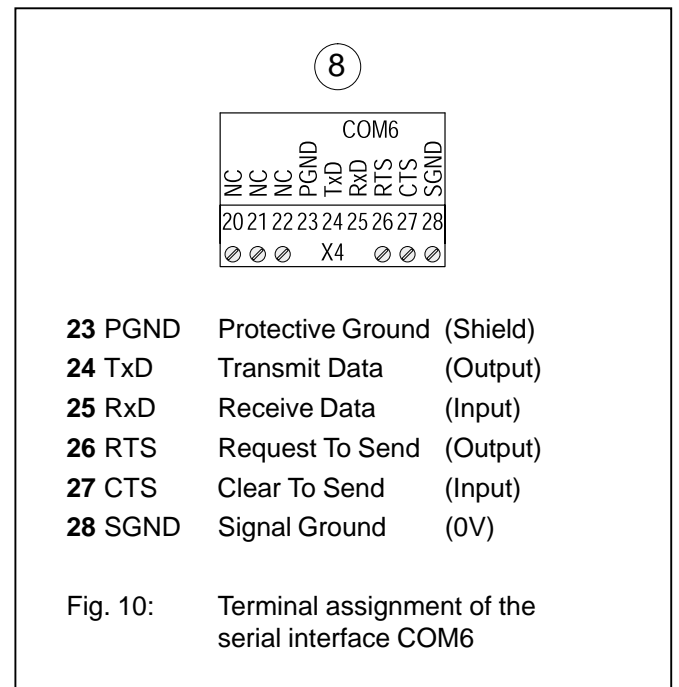 8
COM6
NC NC NC PGND TxD RxD RTS CTS SGND
20 21 22 23 24 25 26 27 28
X4
23 PGND Protective Ground (Shield)
24 TxD Transmit Data (Output)
25 RxD Receive Data (Input)
26 RTS Request To Send (Output)
27 CTS Clear To Send (Input)
28 SGND Signal Ground (0V)
Fig. 10: Terminal assignment of the
serial interface COM6